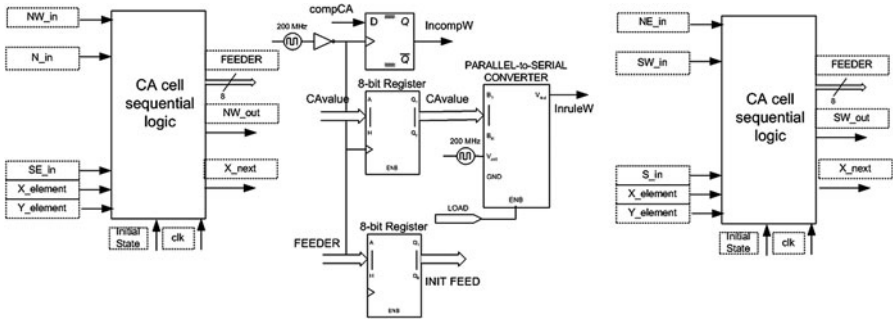 NW_in
N_in
SE_in
X_element
Y_element
CA cell
sequential
logic
FEEDER
8
NW_out
X_next
Initial
State
clk
compCA
200 MHz
D
Q
Q
IncompW
8-bit Register
CAvalue
CAvalue
A
H
ENB
PARALLEL-to-SERIAL
CONVERTER
InruleW
200 MHz
GND
ENB
LOAD
8-bit Register
FEEDER
A
H
ENB
INIT FEED
NE_in
SW_in
S_in
X_element
Y_element
CA cell
sequential
logic
FEEDER
8
SW_out
X_next
Initial
State
clk